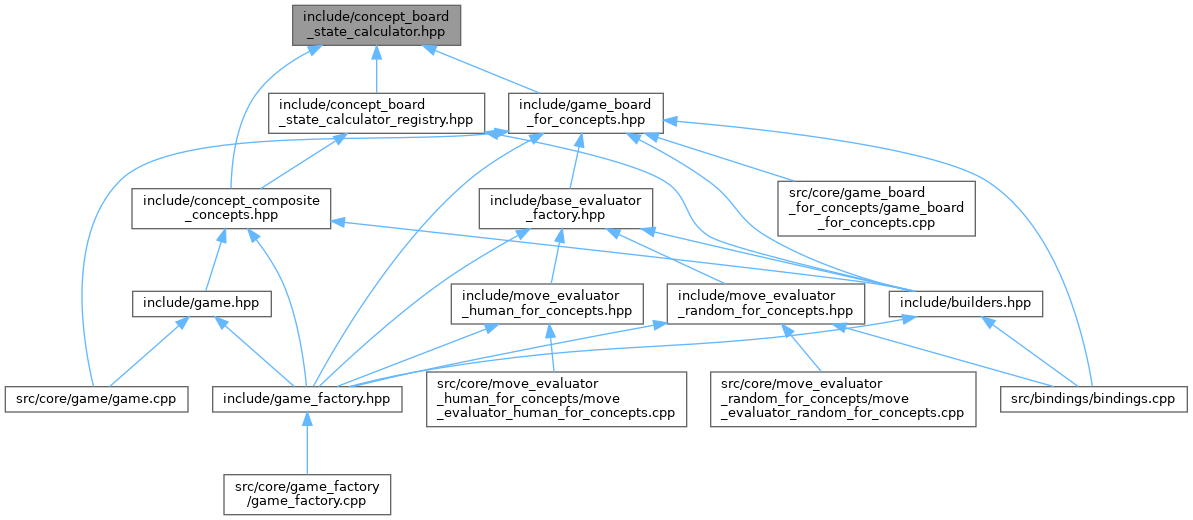 include/concept_board
_state_calculator.hpp
include/concept_board
_state_calculator_registry.hpp
include/game_board
_for_concepts.hpp
include/concept_composite
_concepts.hpp
include/base_evaluator
_factory.hpp
src/core/game_board
_for_concepts/game_board
_for_concepts.cpp
include/game.hpp
include/move_evaluator
_human_for_concepts.hpp
include/move_evaluator
_random_for_concepts.hpp
include/builders.hpp
src/core/game/game.cpp
include/game_factory.hpp
src/core/move_evaluator
_human_for_concepts/move
_evaluator_human_for_concepts.cpp
src/core/move_evaluator
_random_for_concepts/move
_evaluator_random_for_concepts.cpp
src/bindings/bindings.cpp
src/core/game_factory
/game_factory.cpp